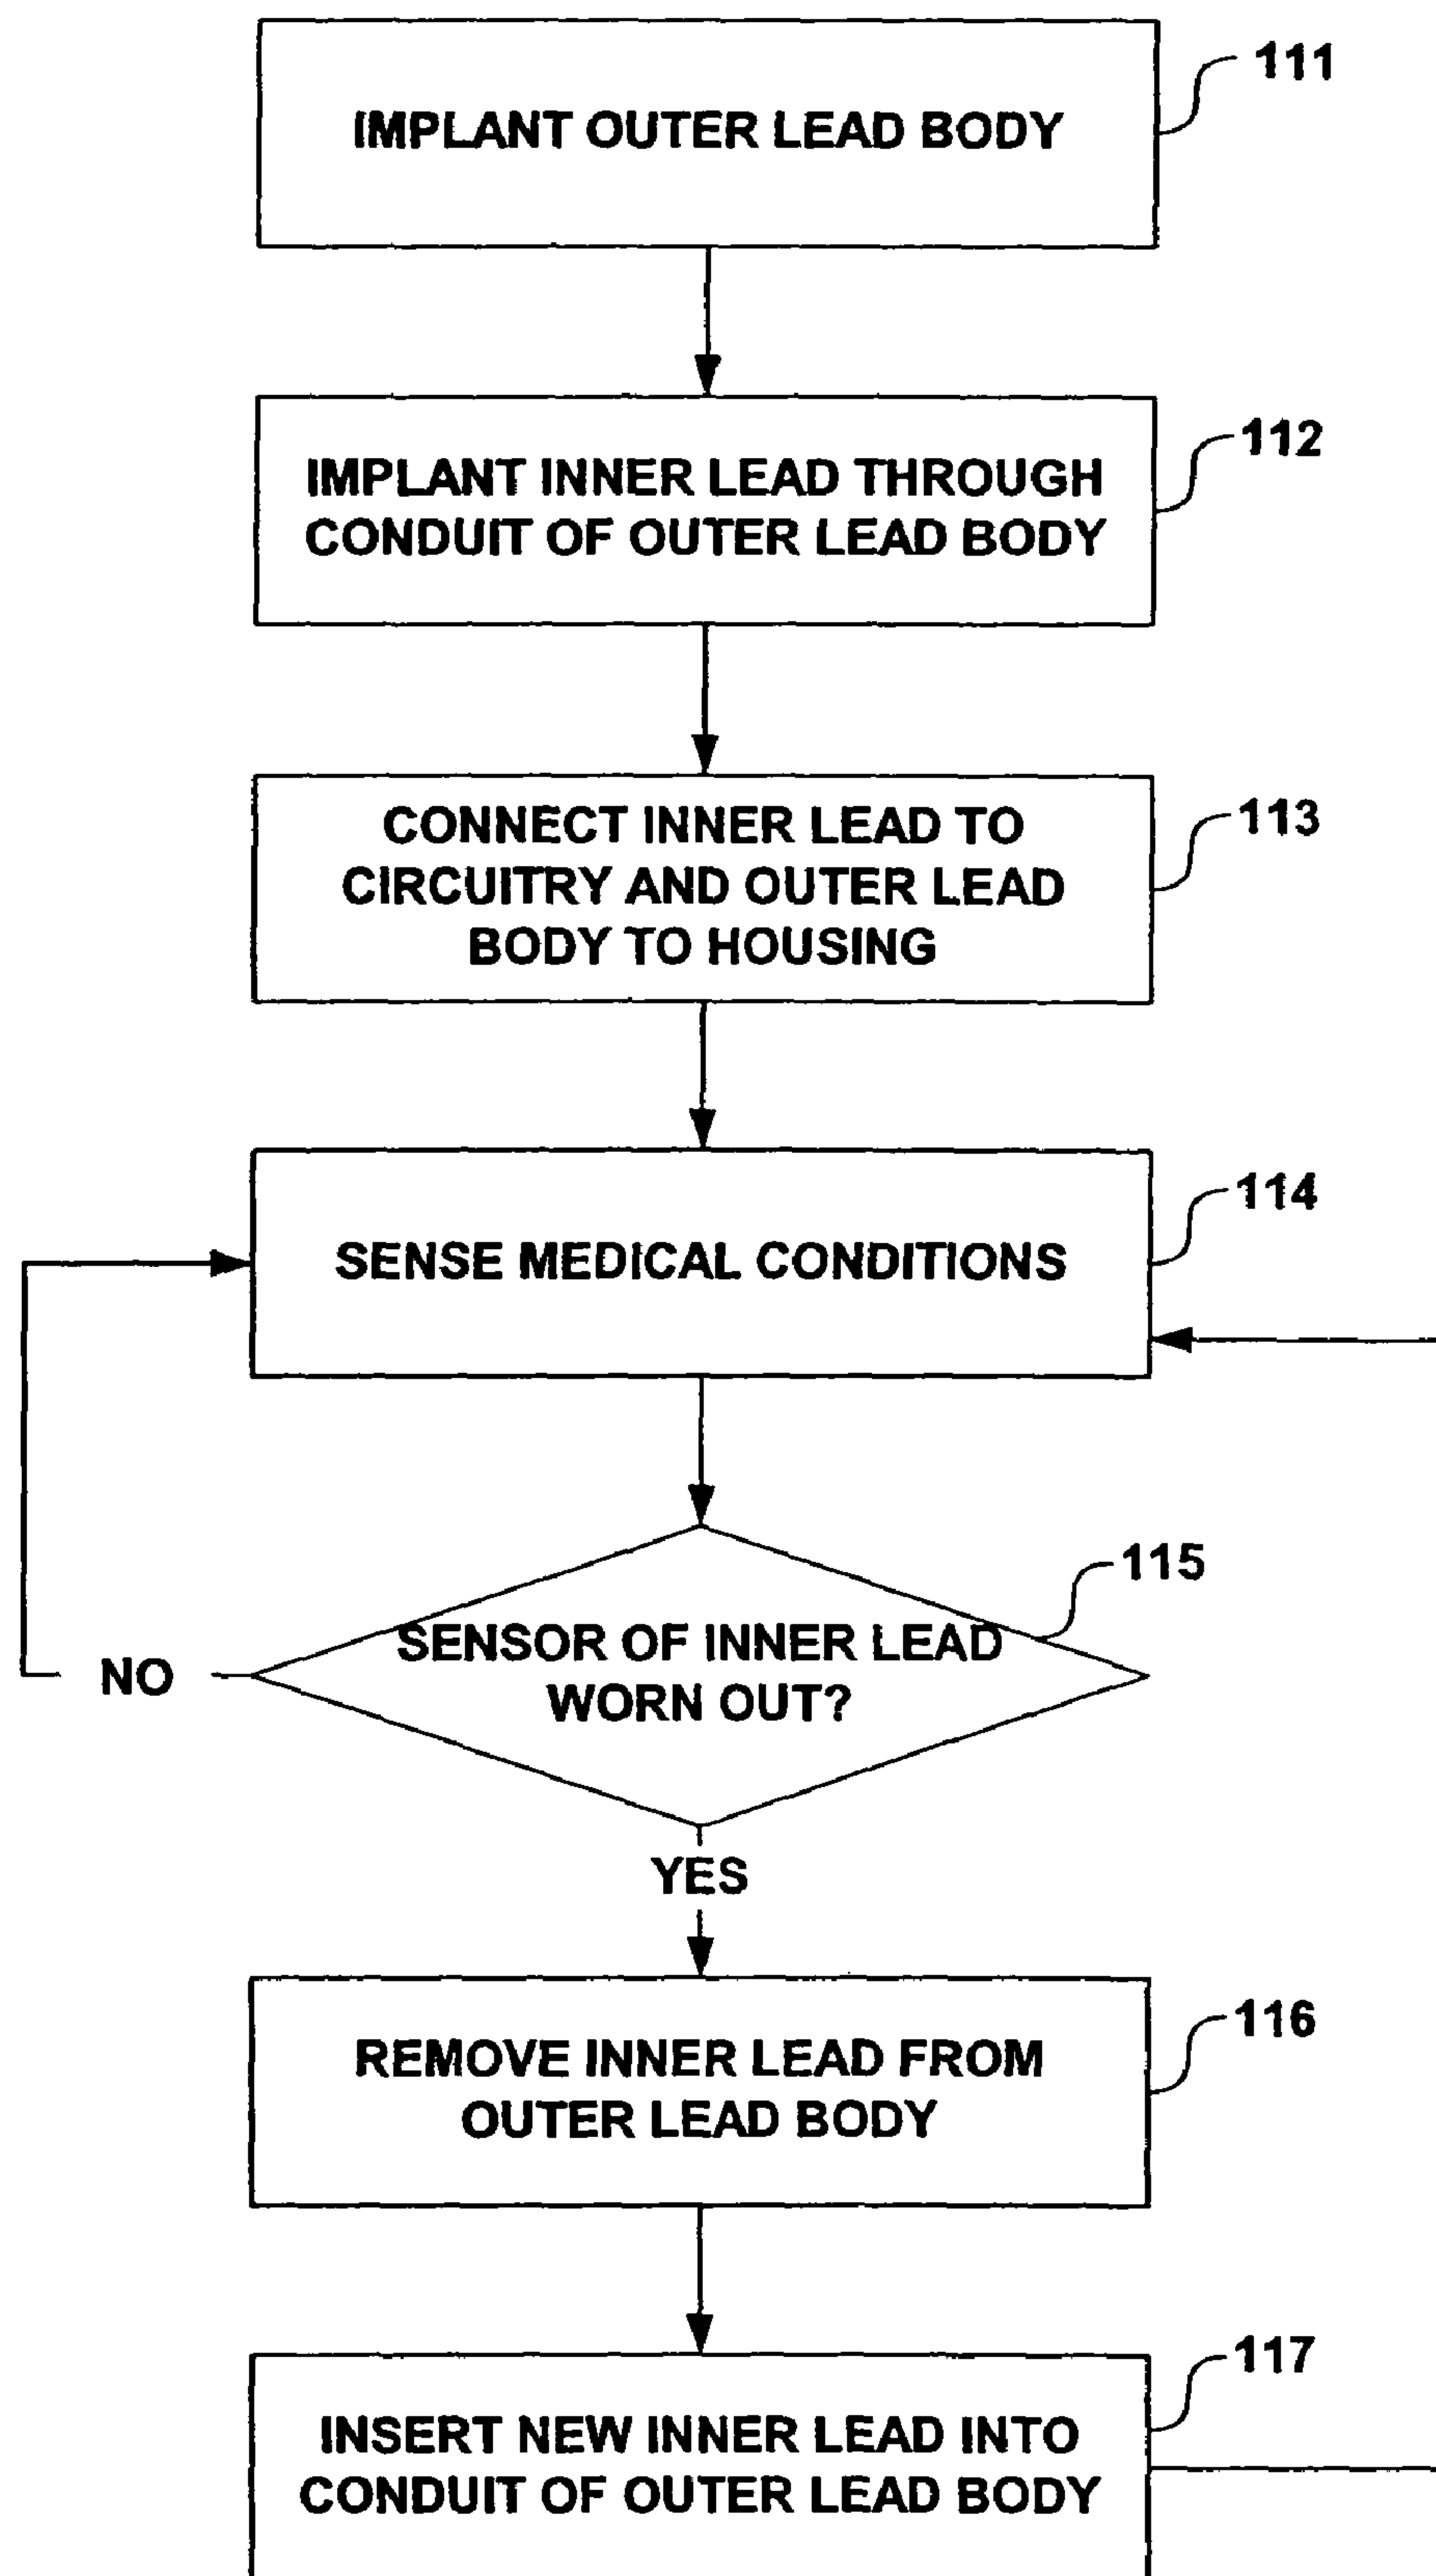 111
IMPLANT OUTER LEAD BODY
112
IMPLANT INNER LEAD THROUGH
CONDUIT OF OUTER LEAD BODY
113
CONNECT INNER LEAD TO
CIRCUITRY AND OUTER LEAD
BODY TO HOUSING
114
SENSE MEDICAL CONDITIONS
115
SENSOR OF INNER LEAD
WORN OUT?
NO
YES
116
REMOVE INNER LEAD FROM
OUTER LEAD BODY
117
INSERT NEW INNER LEAD INTO
CONDUIT OF OUTER LEAD BODY